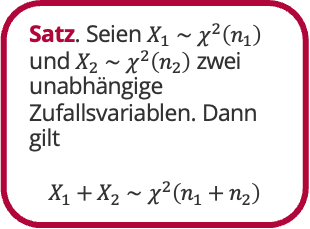 Satz. Seien X₁ ~ χ²(n₁)
und X₂ ~ χ²(n₂) zwei
unabhängige
Zufallsvariablen. Dann
gilt
X₁ + X₂ ~ χ²(n₁ + n₂)